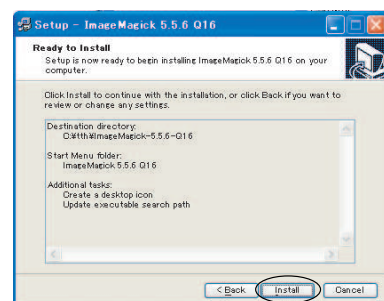 Setup - ImageMagick 5.5.6 Q16
Ready to Install
Setup is now ready to begin installing ImageMagick 5.5.6 Q16 on your
computer.
Click Install to continue with the installation, or click Back if you want to
review or change any settings.
Destination directory:
C:¥tth¥ImageMagick-5.5.6-Q16
Start Menu folder:
ImageMagick 5.5.6 Q16
Additional tasks:
Create a desktop icon
Update executable search path
< Back
Install
Cancel